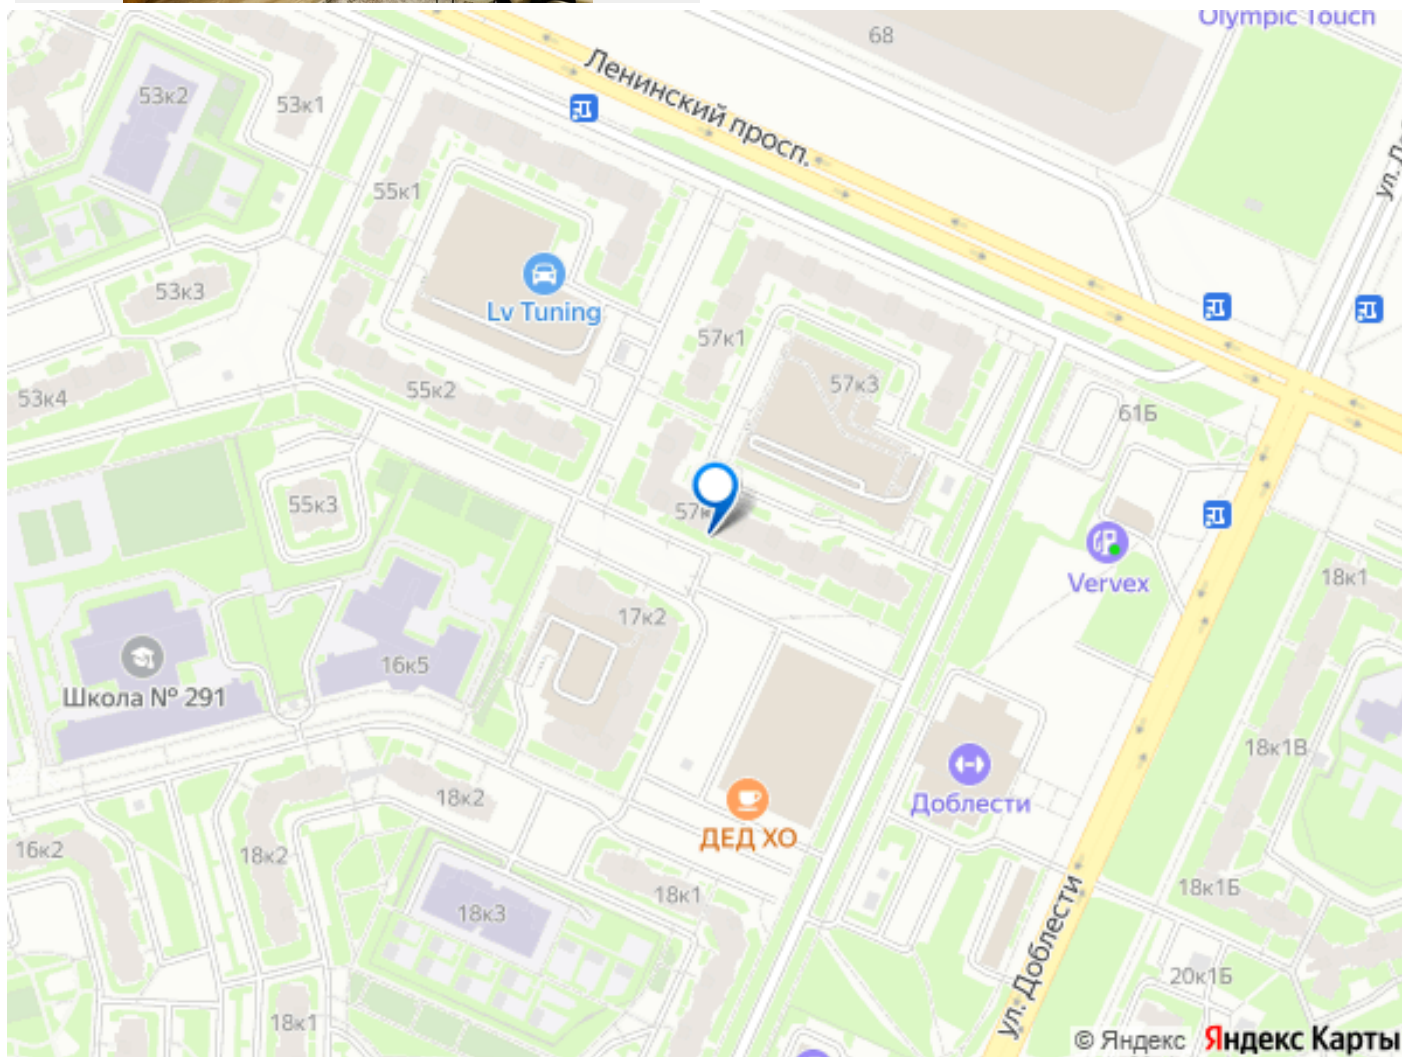 Olympic Touch
68
53к2
53к1
Ленинский просп.
55к1
Lv Tuning
53к3
57к1
57к3
55к2
53к4
61Б
55к3
Vervex
18к1
17к2
16к5
Школа № 291
18к1В
Доблести
18к2
ДЕД ХО
16к2
18к2
18к1
18к1Б
18к3
ул. Доблести
20к1Б
18к1
© Яндекс Яндекс Карты